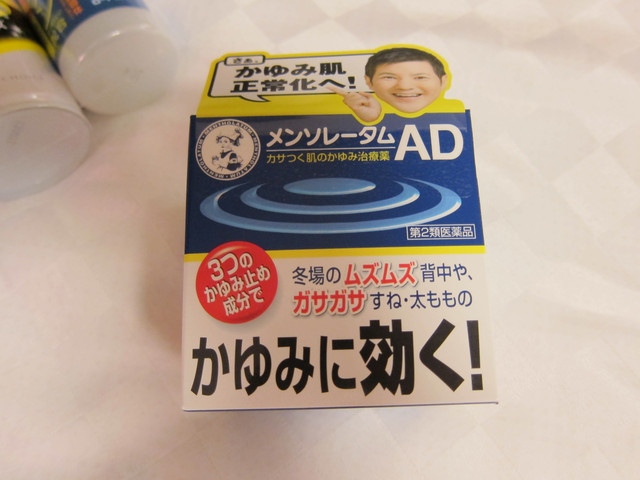 さあ、
かゆみ肌
正常化へ!
メンソレータム AD
カサつく肌のかゆみ治療薬
第2類医薬品
3つの
かゆみ止め
成分で
冬場のムズムズ背中や、
ガサガサすね・太ももの
かゆみに効く!